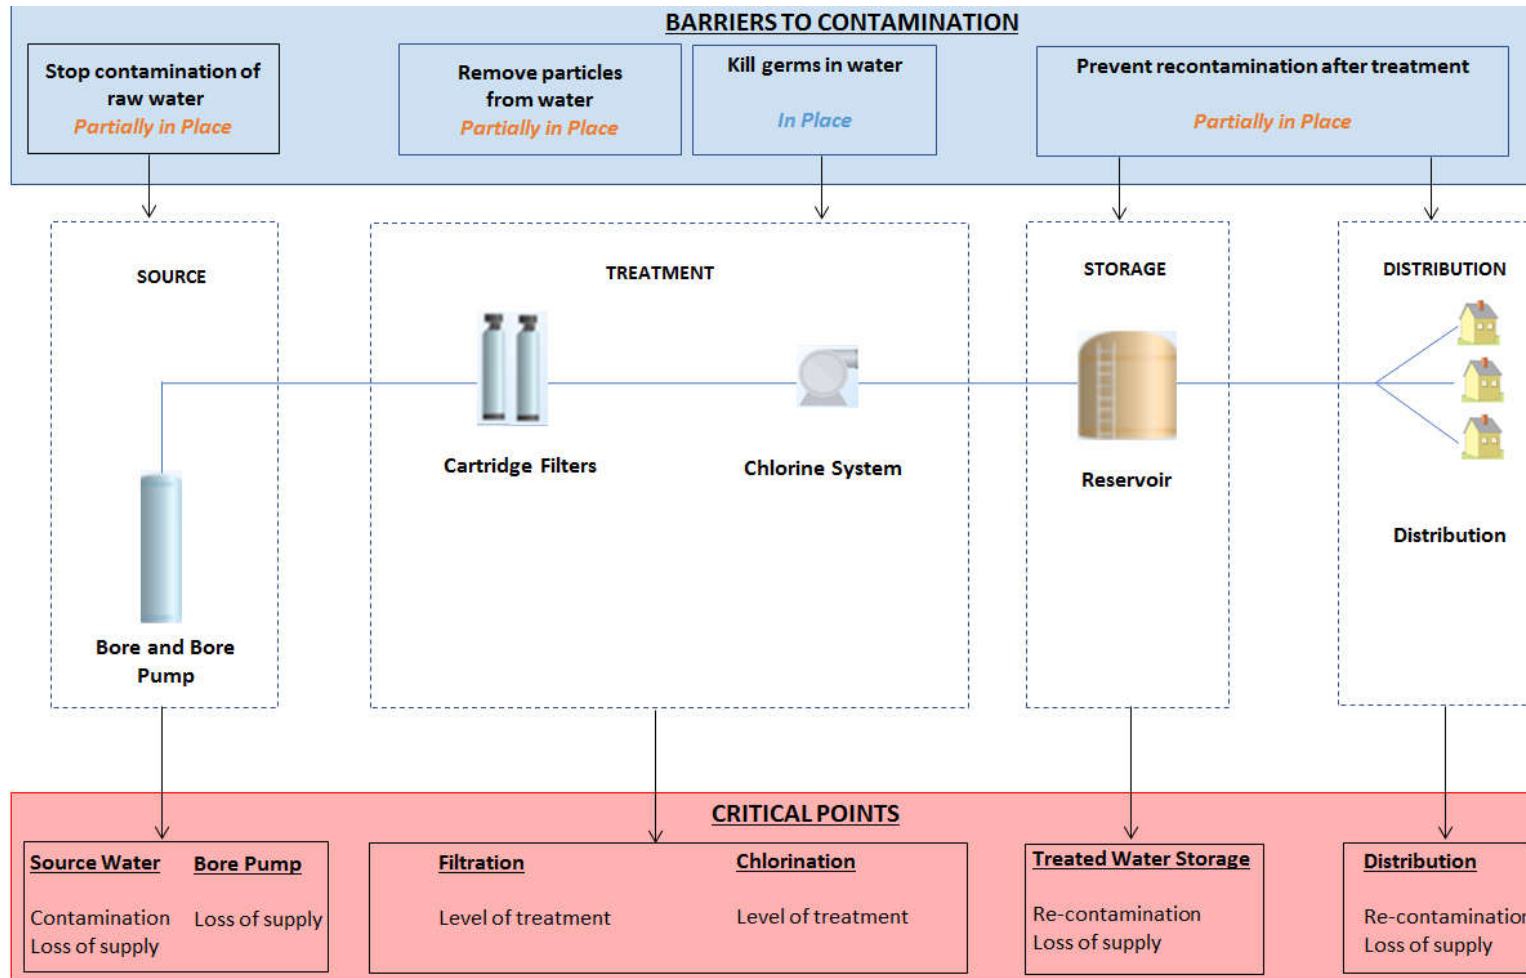 BARRIERS TO CONTAMINATION
Stop contamination of
raw water
Partially in Place
Remove particles
from water
Partially in Place
Kill germs in water
In Place
Prevent recontamination after treatment
Partially in Place
SOURCE
TREATMENT
STORAGE
DISTRIBUTION
Cartridge Filters
Chlorine System
Reservoir
Distribution
Bore and Bore
Pump
CRITICAL POINTS
Source Water
Contamination
Loss of supply
Bore Pump
Loss of supply
Filtration
Level of treatment
Chlorination
Level of treatment
Treated Water Storage
Re-contamination
Loss of supply
Distribution
Re-contamination
Loss of supply